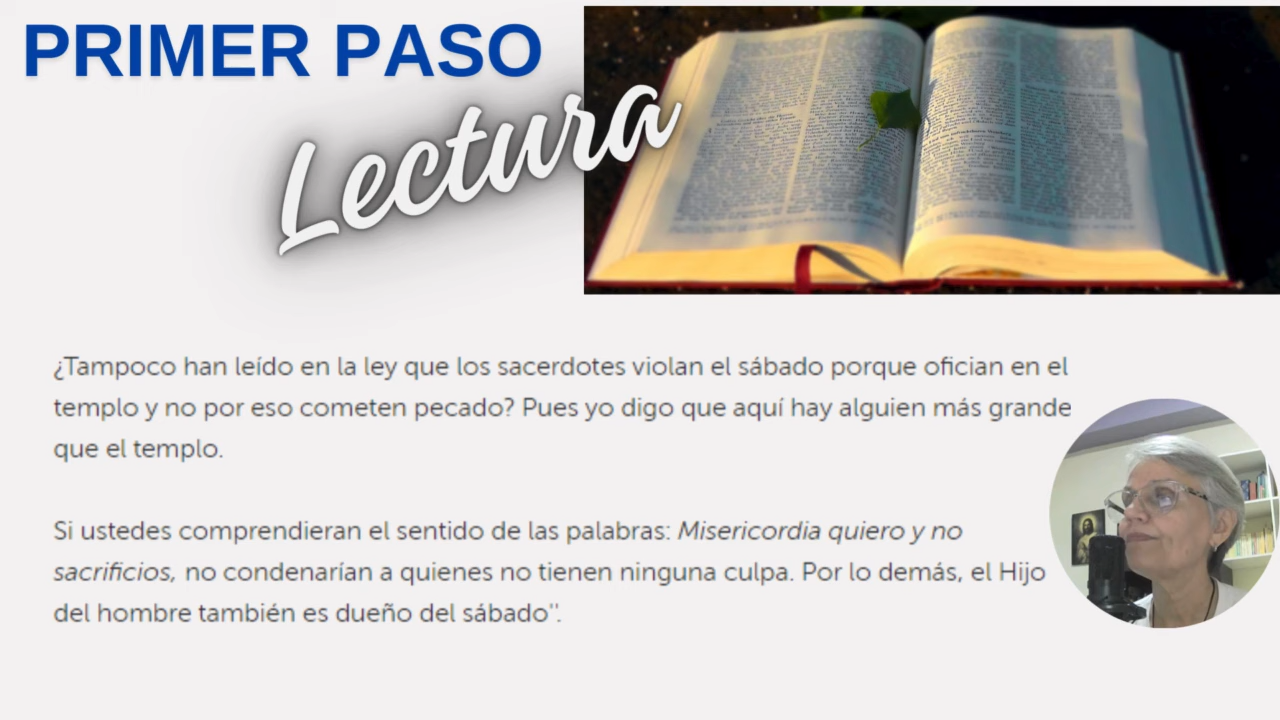 PRIMER PASO
Lectura
¿Tampoco han leído en la ley que los sacerdotes violan el sábado porque ofician en el
templo y no por eso cometen pecado? Pues yo digo que aquí hay alguien más grande
que el templo.
Si ustedes comprendieran el sentido de las palabras: Misericordia quiero y no
sacrificios, no condenarían a quienes no tienen ninguna culpa. Por lo demás, el Hijo
del hombre también es dueño del sábado''.